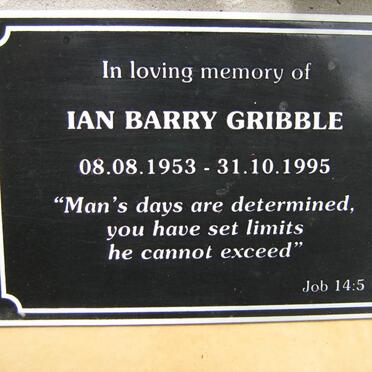 In loving memory of
IAN BARRY GRIBBLE
08.08.1953 - 31.10.1995
“Man's days are determined,
you have set limits
he cannot exceed”
Job 14:5